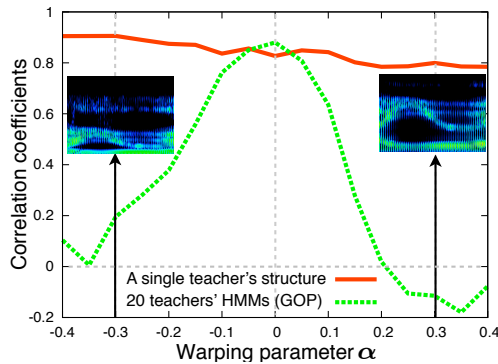 1
0.8
0.6
0.4
0.2
0
-0.2
Correlation coefficients
A single teacher's structure
20 teachers' HMMs (GOP)
-0.4 -0.3 -0.2 -0.1 0 0.1 0.2 0.3 0.4
Warping parameter α